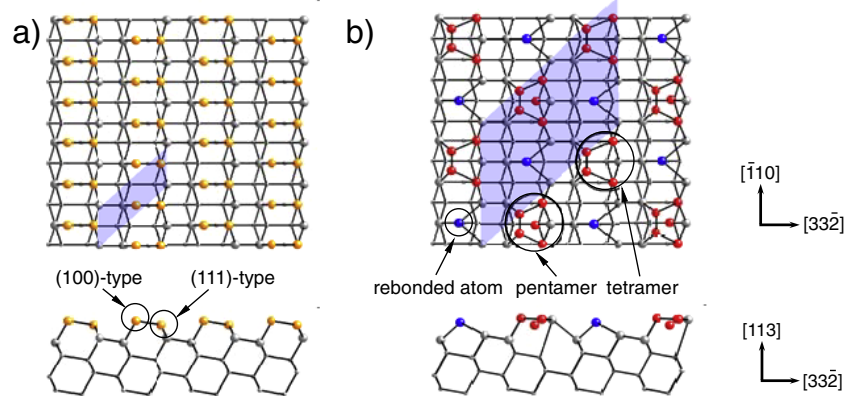 a)
b)
[1̄10]
[332̄]
(100)-type
(111)-type
rebonded atom
pentamer
tetramer
[113]
[332̄]